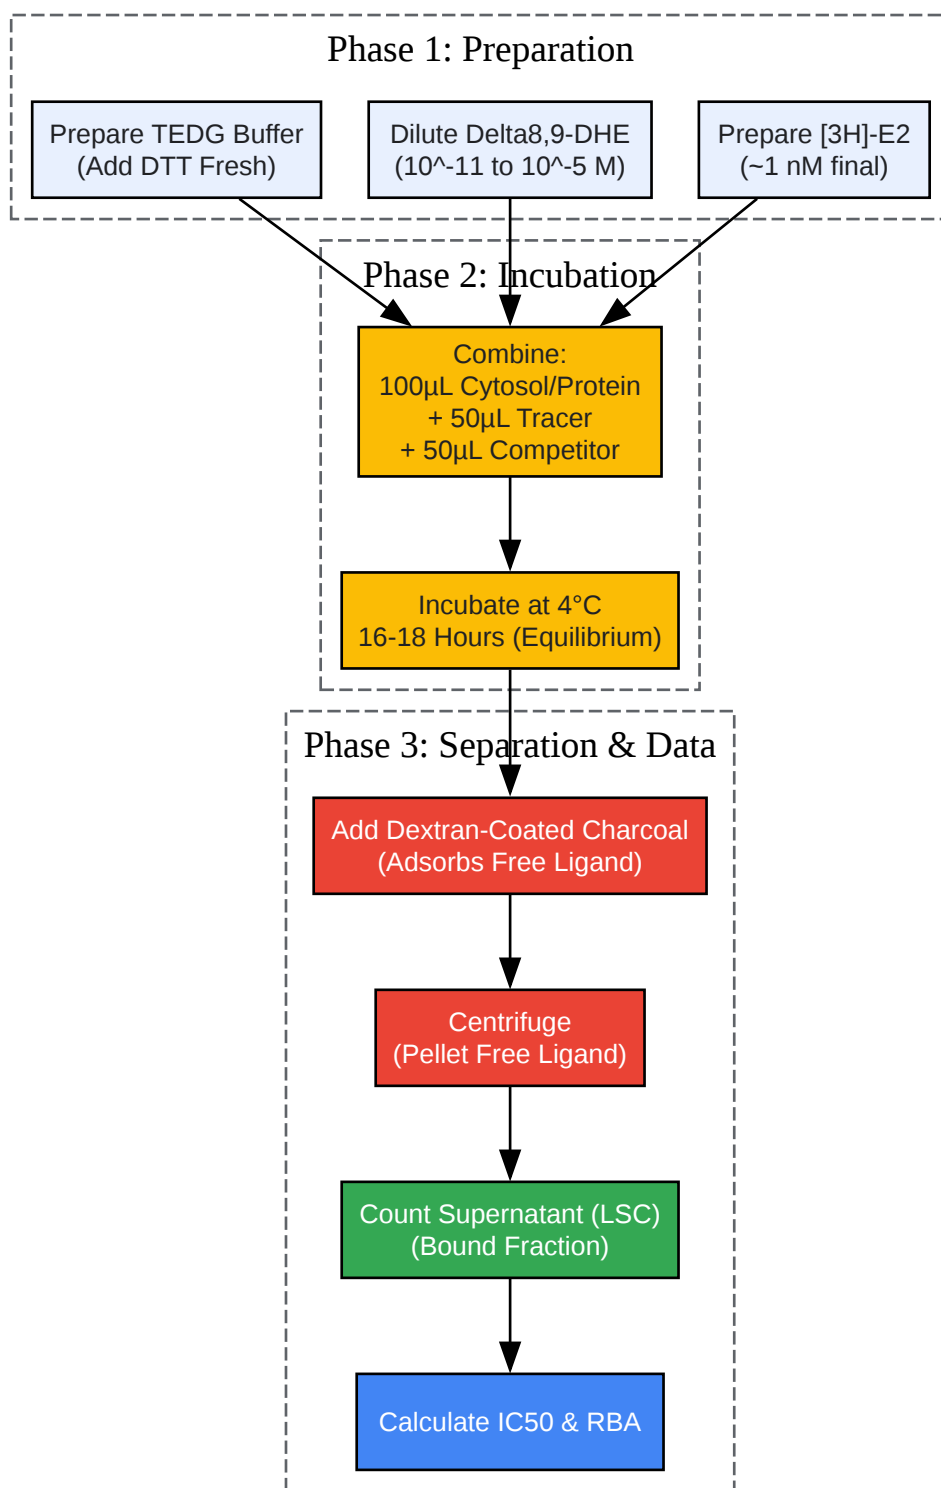 Phase 1: Preparation
Prepare TEDG Buffer
(Add DTT Fresh)
Dilute Delta8,9-DHE
(10^-11 to 10^-5 M)
Prepare [3H]-E2
(~1 nM final)
Phase 2: Incubation
Combine:
100µL Cytosol/Protein
+ 50µL Tracer
+ 50µL Competitor
Incubate at 4°C
16-18 Hours (Equilibrium)
Phase 3: Separation & Data
Add Dextran-Coated Charcoal
(Adsorbs Free Ligand)
Centrifuge
(Pellet Free Ligand)
Count Supernatant (LSC)
(Bound Fraction)
Calculate IC50 & RBA